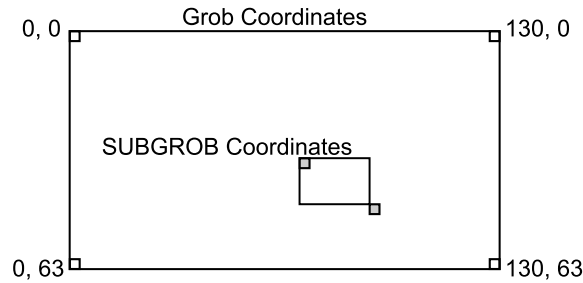 Grob Coordinates
0, 0
130, 0
SUBGROB Coordinates
0, 63
130, 63